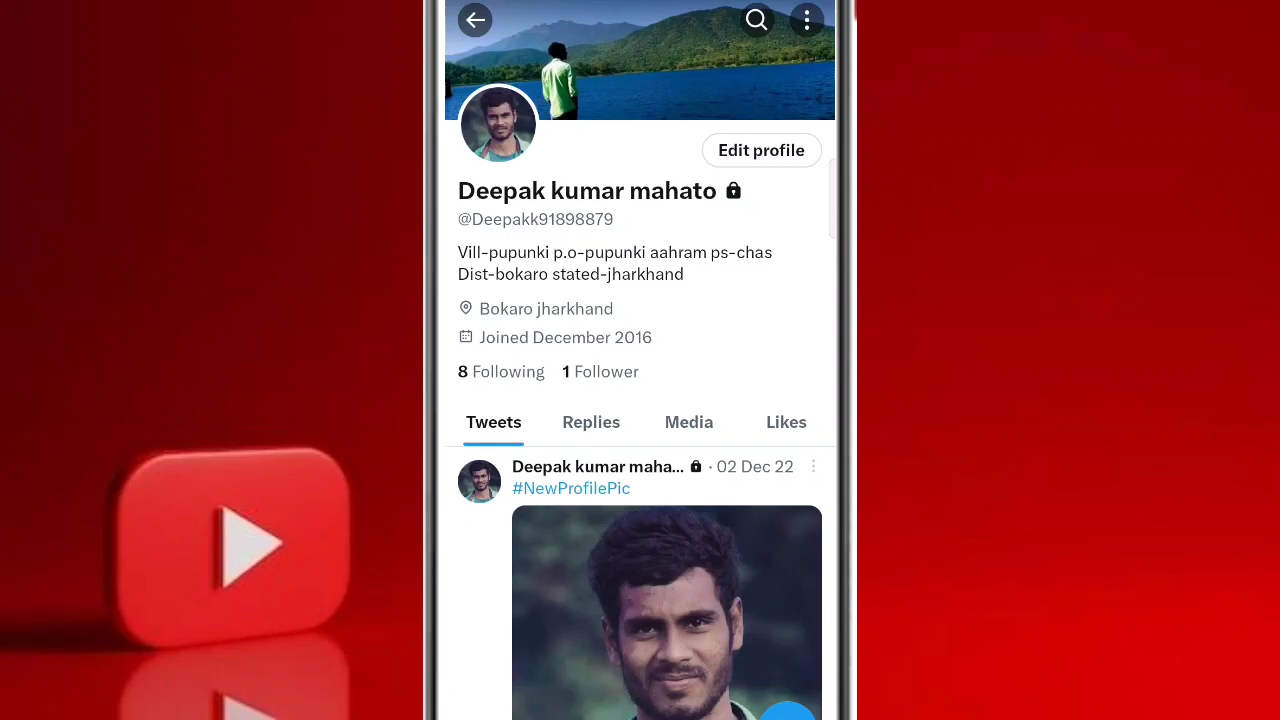 Edit profile
Deepak kumar mahato
@Deepakk91898879
Vill-pupunki p.o-pupunki aahram ps-chas
Dist-bokaro stated-jharkhand
Bokaro jharkhand
Joined December 2016
8 Following 1 Follower
Tweets Replies Media Likes
Deepak kumar maha... · 02 Dec 22
#NewProfilePic